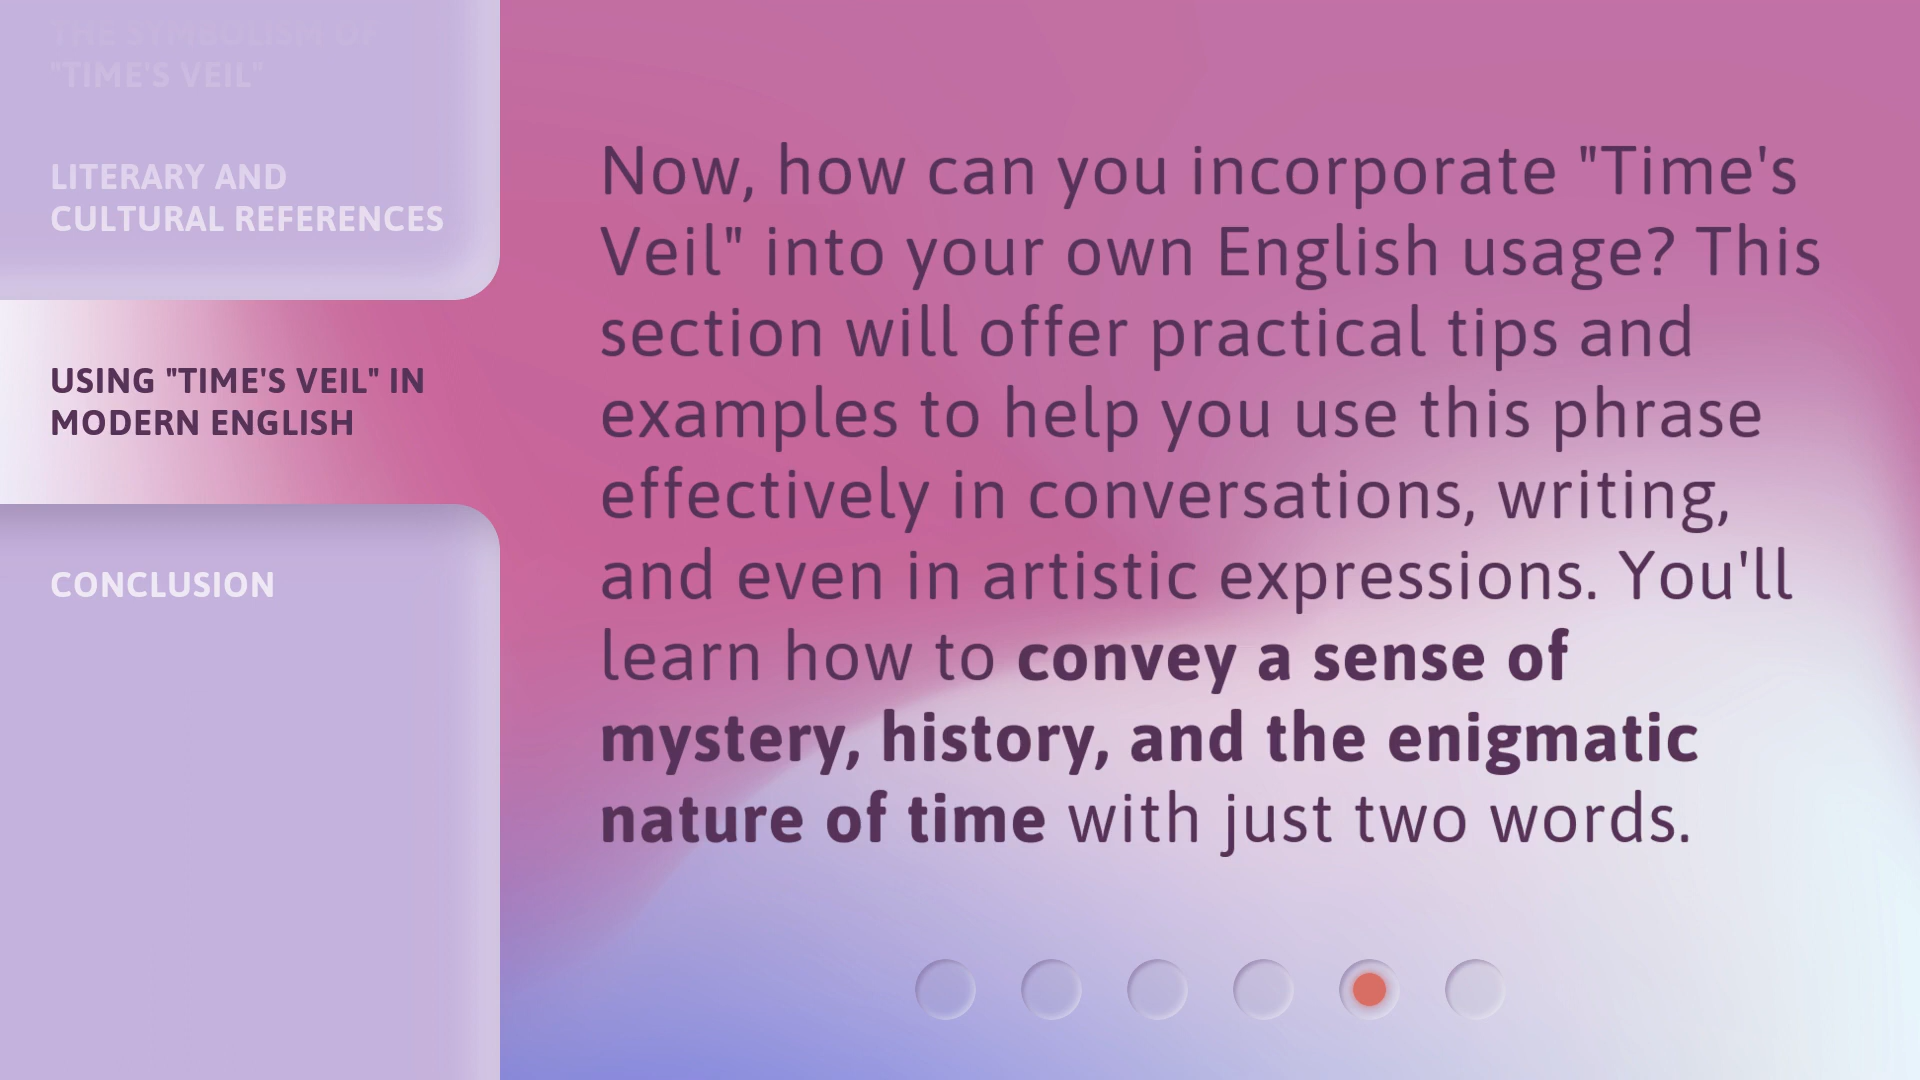 THE SYMBOLISM OF
"TIME'S VEIL"
LITERARY AND
CULTURAL REFERENCES
USING "TIME'S VEIL" IN
MODERN ENGLISH
CONCLUSION
Now, how can you incorporate "Time's
Veil" into your own English usage? This
section will offer practical tips and
examples to help you use this phrase
effectively in conversations, writing,
and even in artistic expressions. You'll
learn how to convey a sense of
mystery, history, and the enigmatic
nature of time with just two words.